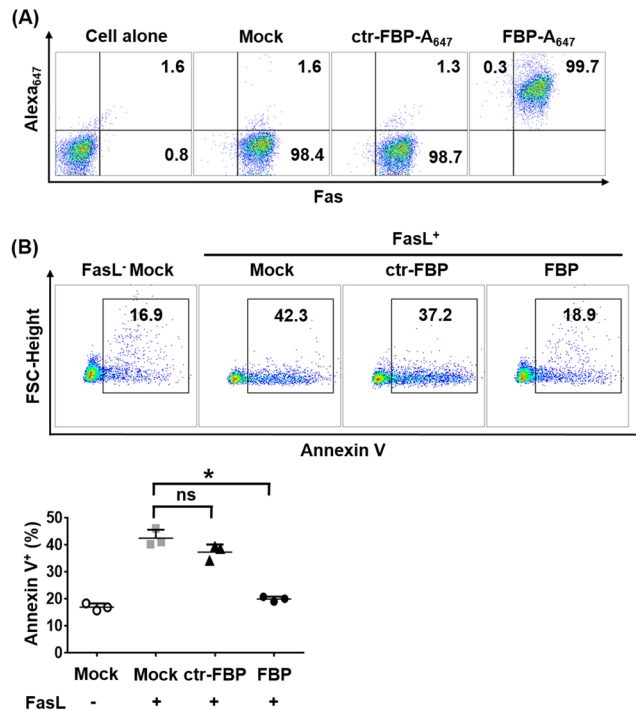 (A)
Cell alone Mock ctr-FBP-A647 FBP-A647
Alexa647
1.6 1.6 1.3 0.3 99.7
0.8 98.4 98.7
Fas
(B)
FasL+
FasL- Mock Mock ctr-FBP FBP
FSC-Height
16.9 42.3 37.2 18.9
Annexin V
*
ns
Annexin V+ (%)
50
40
30
20
10
0
Mock Mock ctr-FBP FBP
FasL - + + +